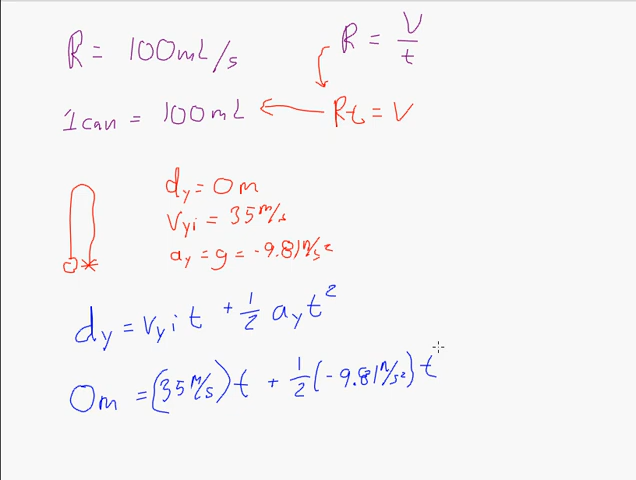 R = 100mL/s
R = V/t
1can = 100mL
Rt = V
dy = 0m
vyi = 35m/s
ay = g = -9.81m/s²
dy = vyi t + 1/2 ay t²
0m = (35m/s)t + 1/2(-9.81m/s²)t